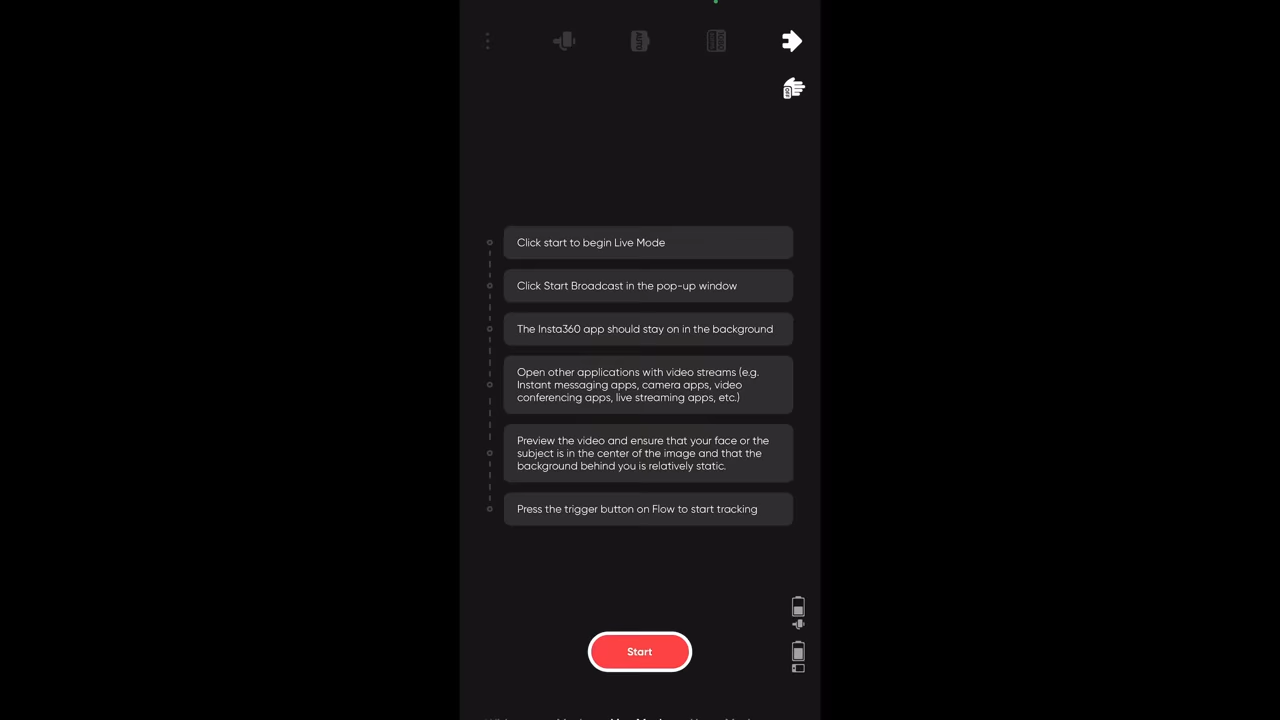 AUTO
OFF
Click start to begin Live Mode
Click Start Broadcast in the pop-up window
The Insta360 app should stay on in the background
Open other applications with video streams (e.g.
Instant messaging apps, camera apps, video
conferencing apps, live streaming apps, etc.)
Preview the video and ensure that your face or the
subject is in the center of the image and that the
background behind you is relatively static.
Press the trigger button on Flow to start tracking
Start